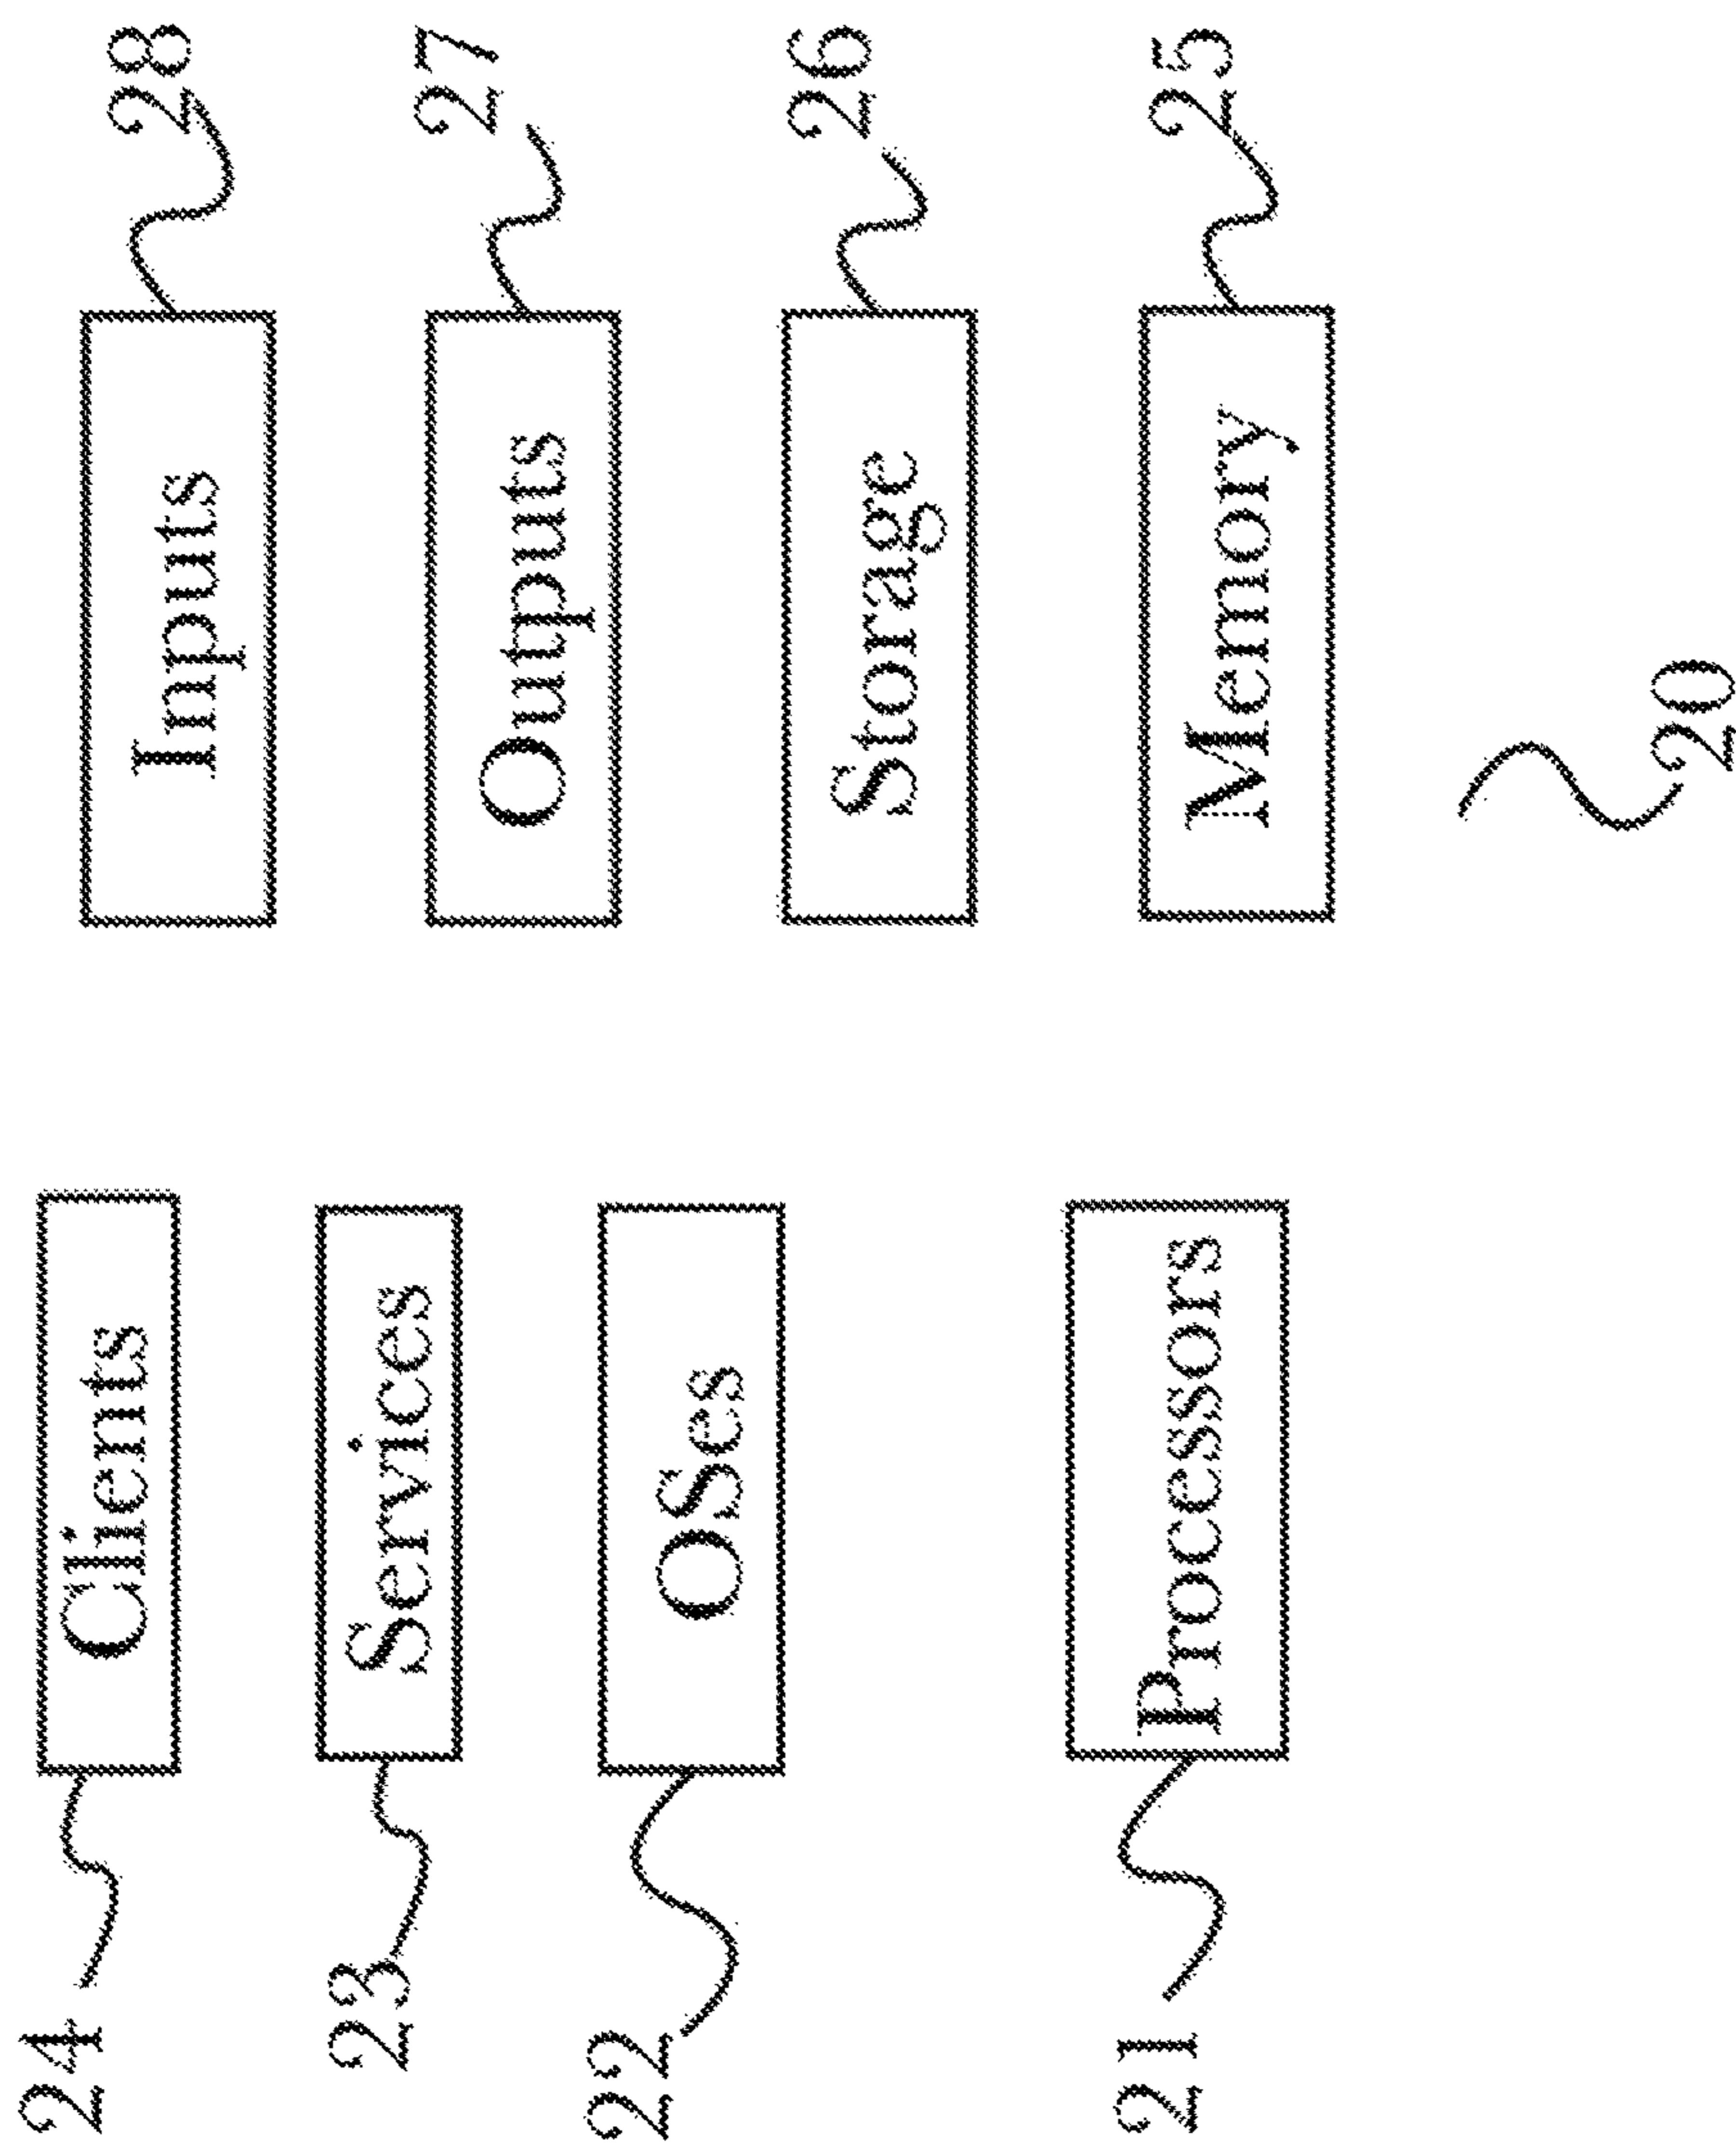 24 Clients Inputs 28
23 Services Outputs 27
22 OSes Storage 26
21 Processors Memory 25
20